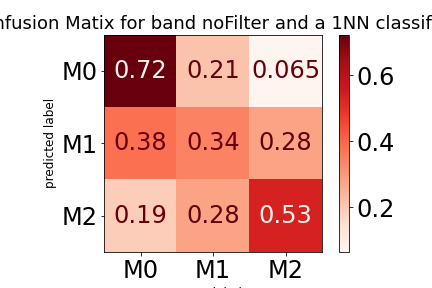 nfusion Matix for band noFilter and a 1NN classif
M0 0.72 0.21 0.065
M1 0.38 0.34 0.28
M2 0.19 0.28 0.53
M0 M1 M2
predicted label
0.6
0.4
0.2